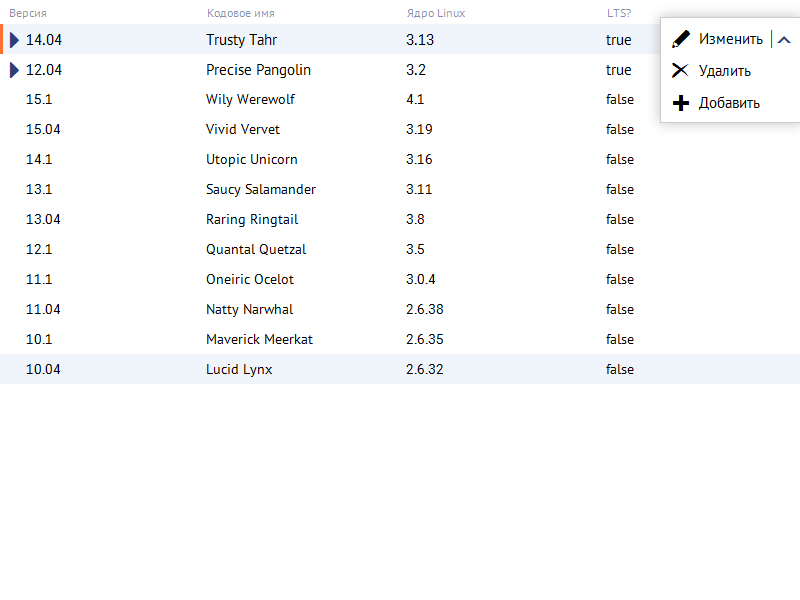 Версия Кодовое имя Ядро Linux LTS?
14.04 Trusty Tahr 3.13 true Изменить
12.04 Precise Pangolin 3.2 true Удалить
15.1 Wily Werewolf 4.1 false Добавить
15.04 Vivid Vervet 3.19 false
14.1 Utopic Unicorn 3.16 false
13.1 Saucy Salamander 3.11 false
13.04 Raring Ringtail 3.8 false
12.1 Quantal Quetzal 3.5 false
11.1 Oneiric Ocelot 3.0.4 false
11.04 Natty Narwhal 2.6.38 false
10.1 Maverick Meerkat 2.6.35 false
10.04 Lucid Lynx 2.6.32 false